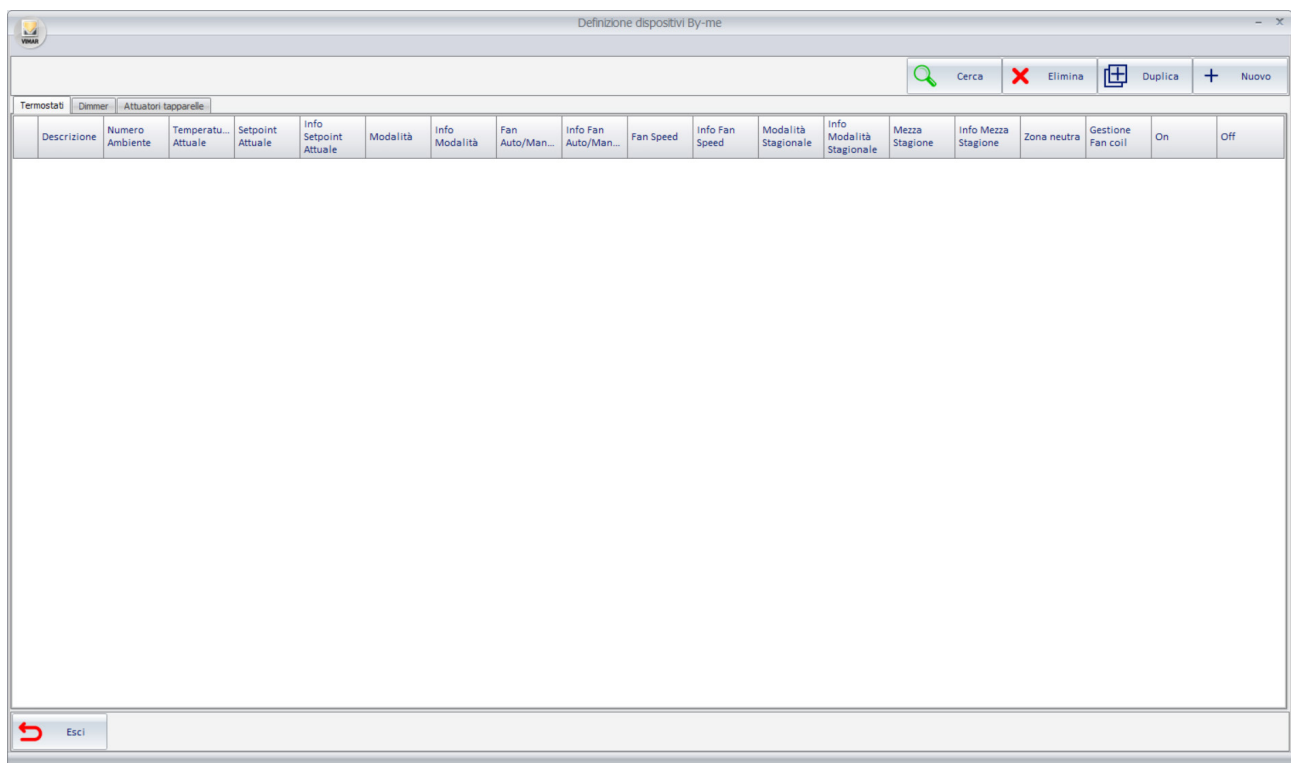 Definizione dispositivi By-me
VIMAR
Cerca
Elimina
Duplica
Nuovo
Termostati
Dimmer
Attuatori tapparelle
Descrizione
Numero
Ambiente
Temperatu...
Attuale
Setpoint
Attuale
Info
Setpoint
Attuale
Modalità
Info
Modalità
Fan
Auto/Man...
Info Fan
Auto/Man...
Fan Speed
Info Fan
Speed
Modalità
Stagionale
Info
Modalità
Stagionale
Mezza
Stagione
Info Mezza
Stagione
Zona neutra
Gestione
Fan coil
On
Off
Esci